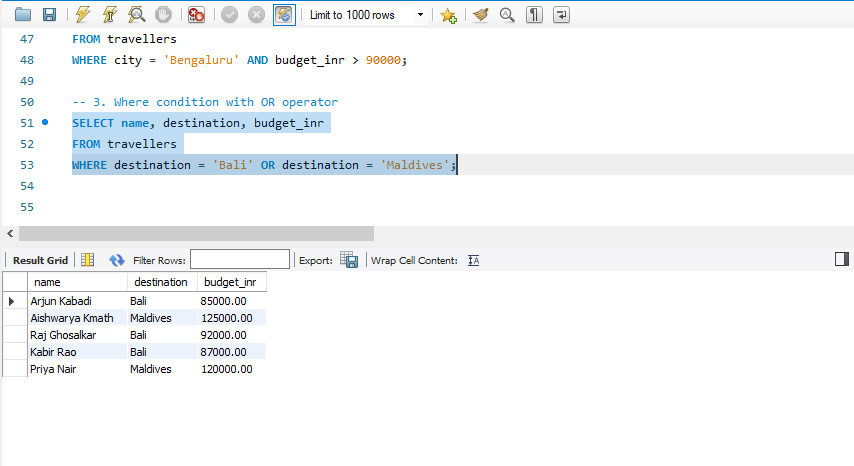 Limit to 1000 rows
47 FROM travellers
48 WHERE city = 'Bengaluru' AND budget_inr > 90000;
49
50 -- 3. Where condition with OR operator
51 SELECT name, destination, budget_inr
52 FROM travellers
53 WHERE destination = 'Bali' OR destination = 'Maldives';
54
55
Result Grid Filter Rows: Export: Wrap Cell Content:
name destination budget_inr
Arjun Kabadi Bali 85000.00
Aishwarya Kmath Maldives 125000.00
Raj Ghosalkar Bali 92000.00
Kabir Rao Bali 87000.00
Priya Nair Maldives 120000.00